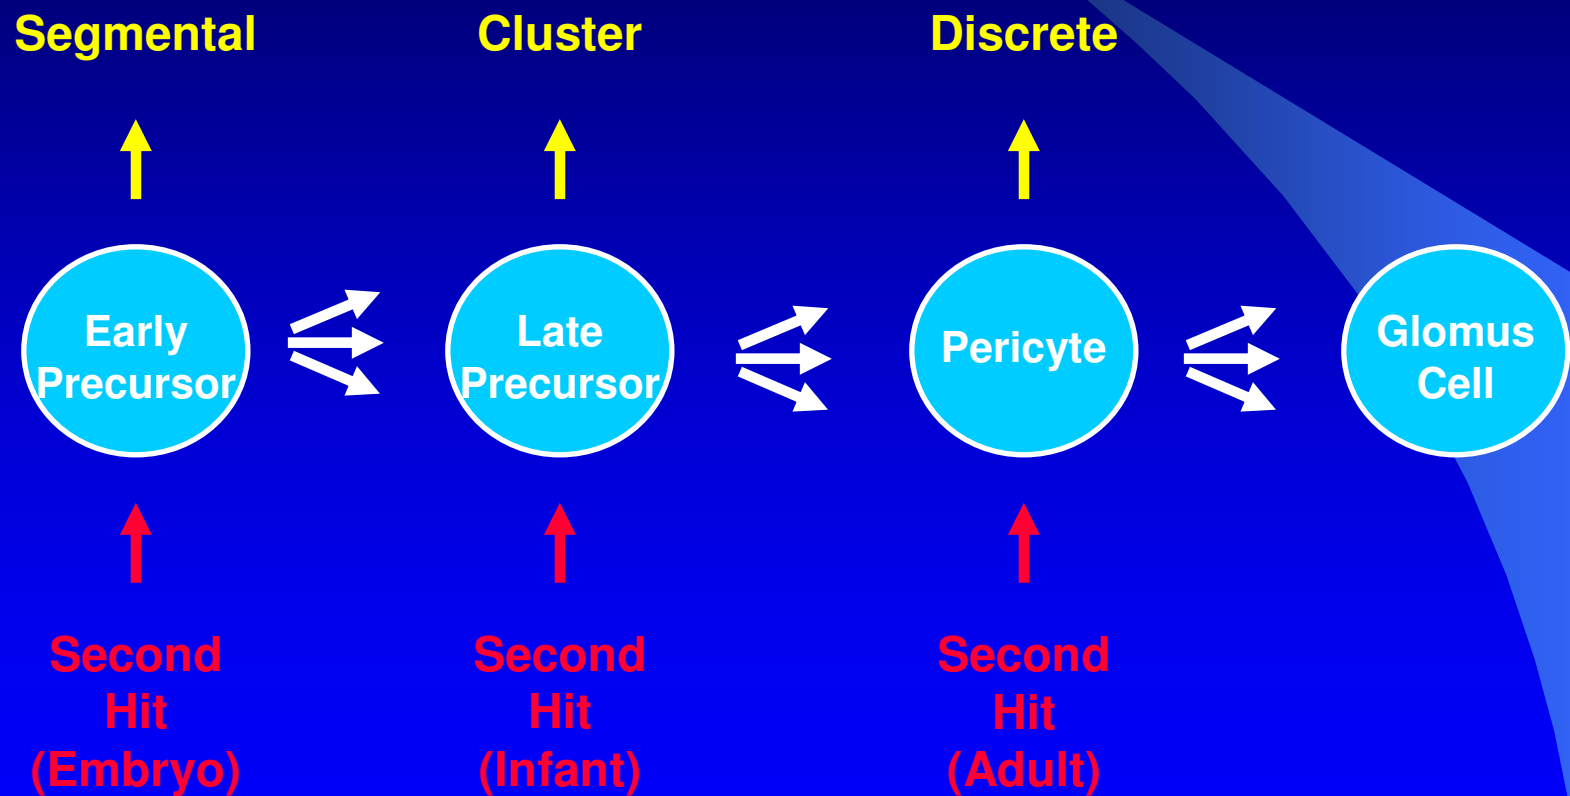 Segmental
Cluster
Discrete
Early
Precursor
Late
Precursor
Pericyte
Glomus
Cell
Second
Hit
(Embryo)
Second
Hit
(Infant)
Second
Hit
(Adult)